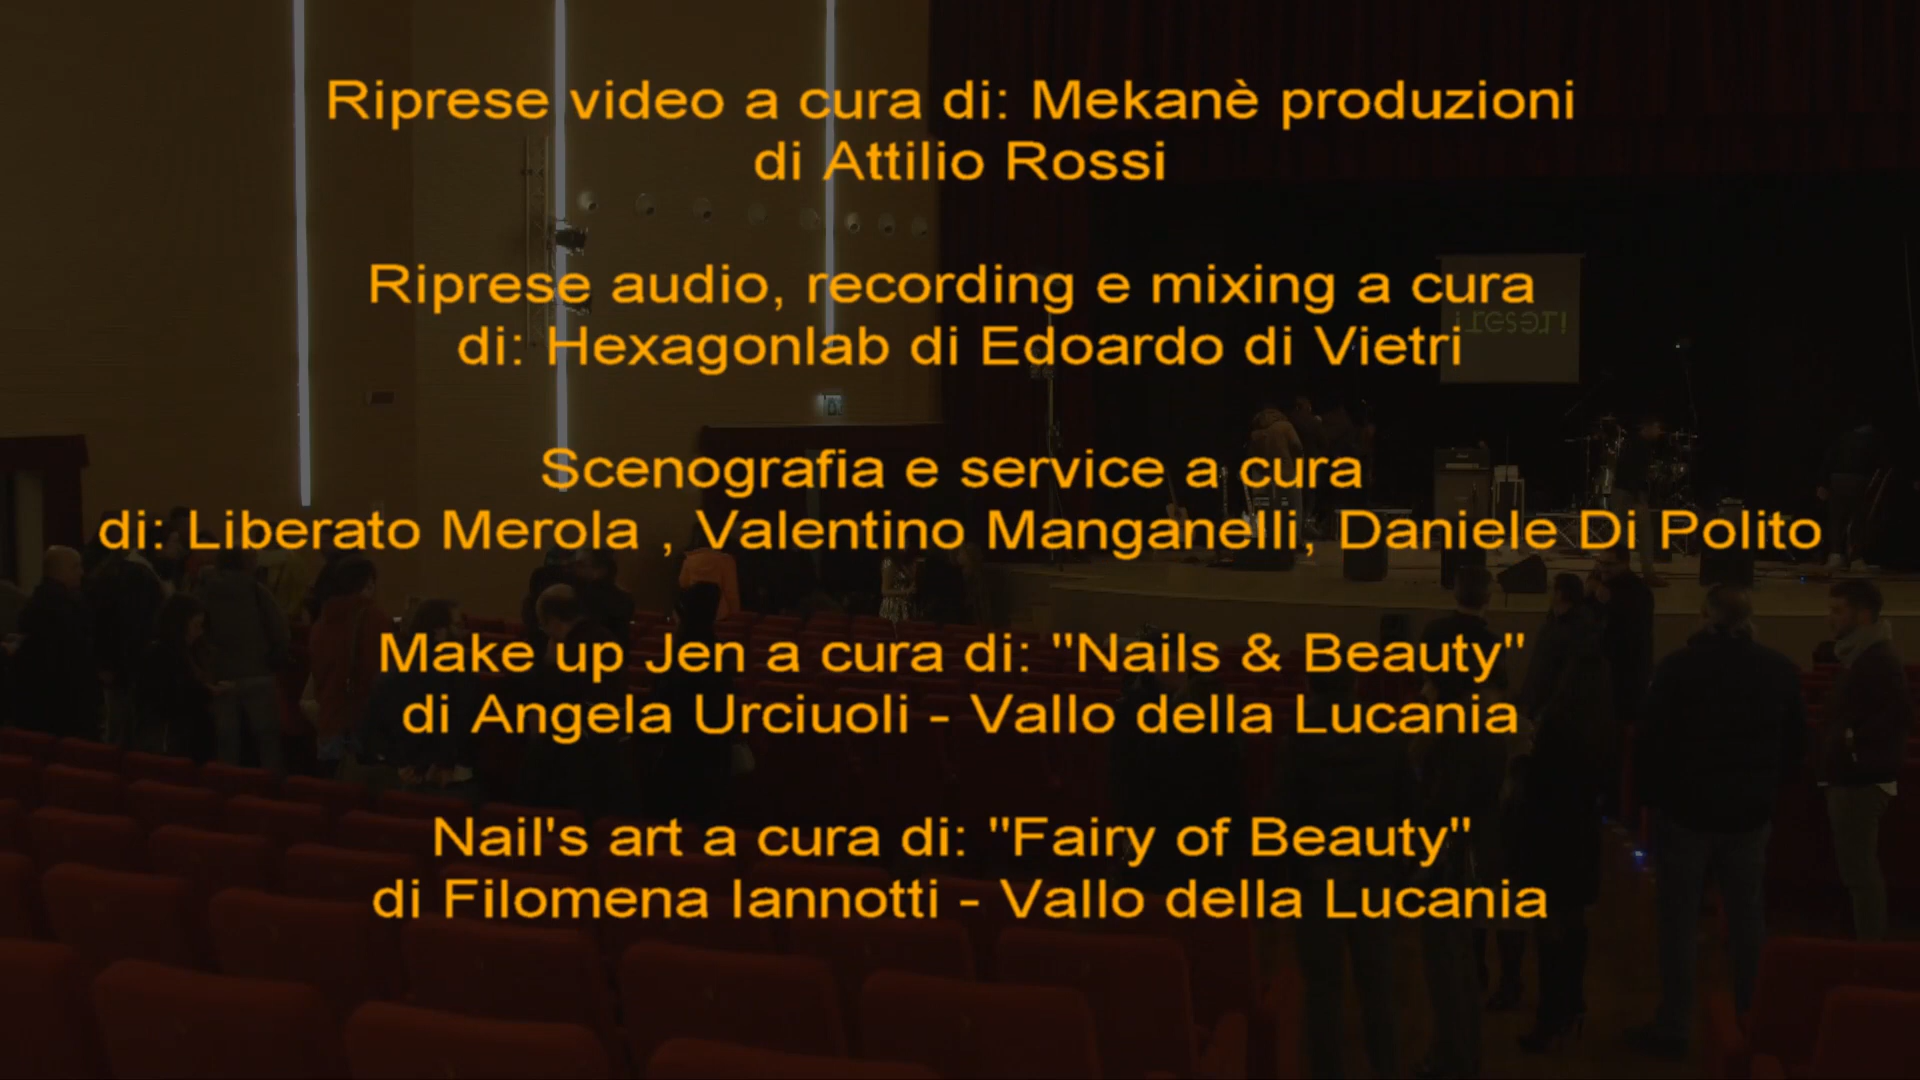 Riprese video a cura di: Mekanè produzioni
di Attilio Rossi
Riprese audio, recording e mixing a cura
di: Hexagonlab di Edoardo di Vietri
Scenografia e service a cura
di: Liberato Merola , Valentino Manganelli, Daniele Di Polito
Make up Jen a cura di: "Nails & Beauty"
di Angela Urciuoli - Vallo della Lucania
Nail's art a cura di: "Fairy of Beauty"
di Filomena Iannotti - Vallo della Lucania